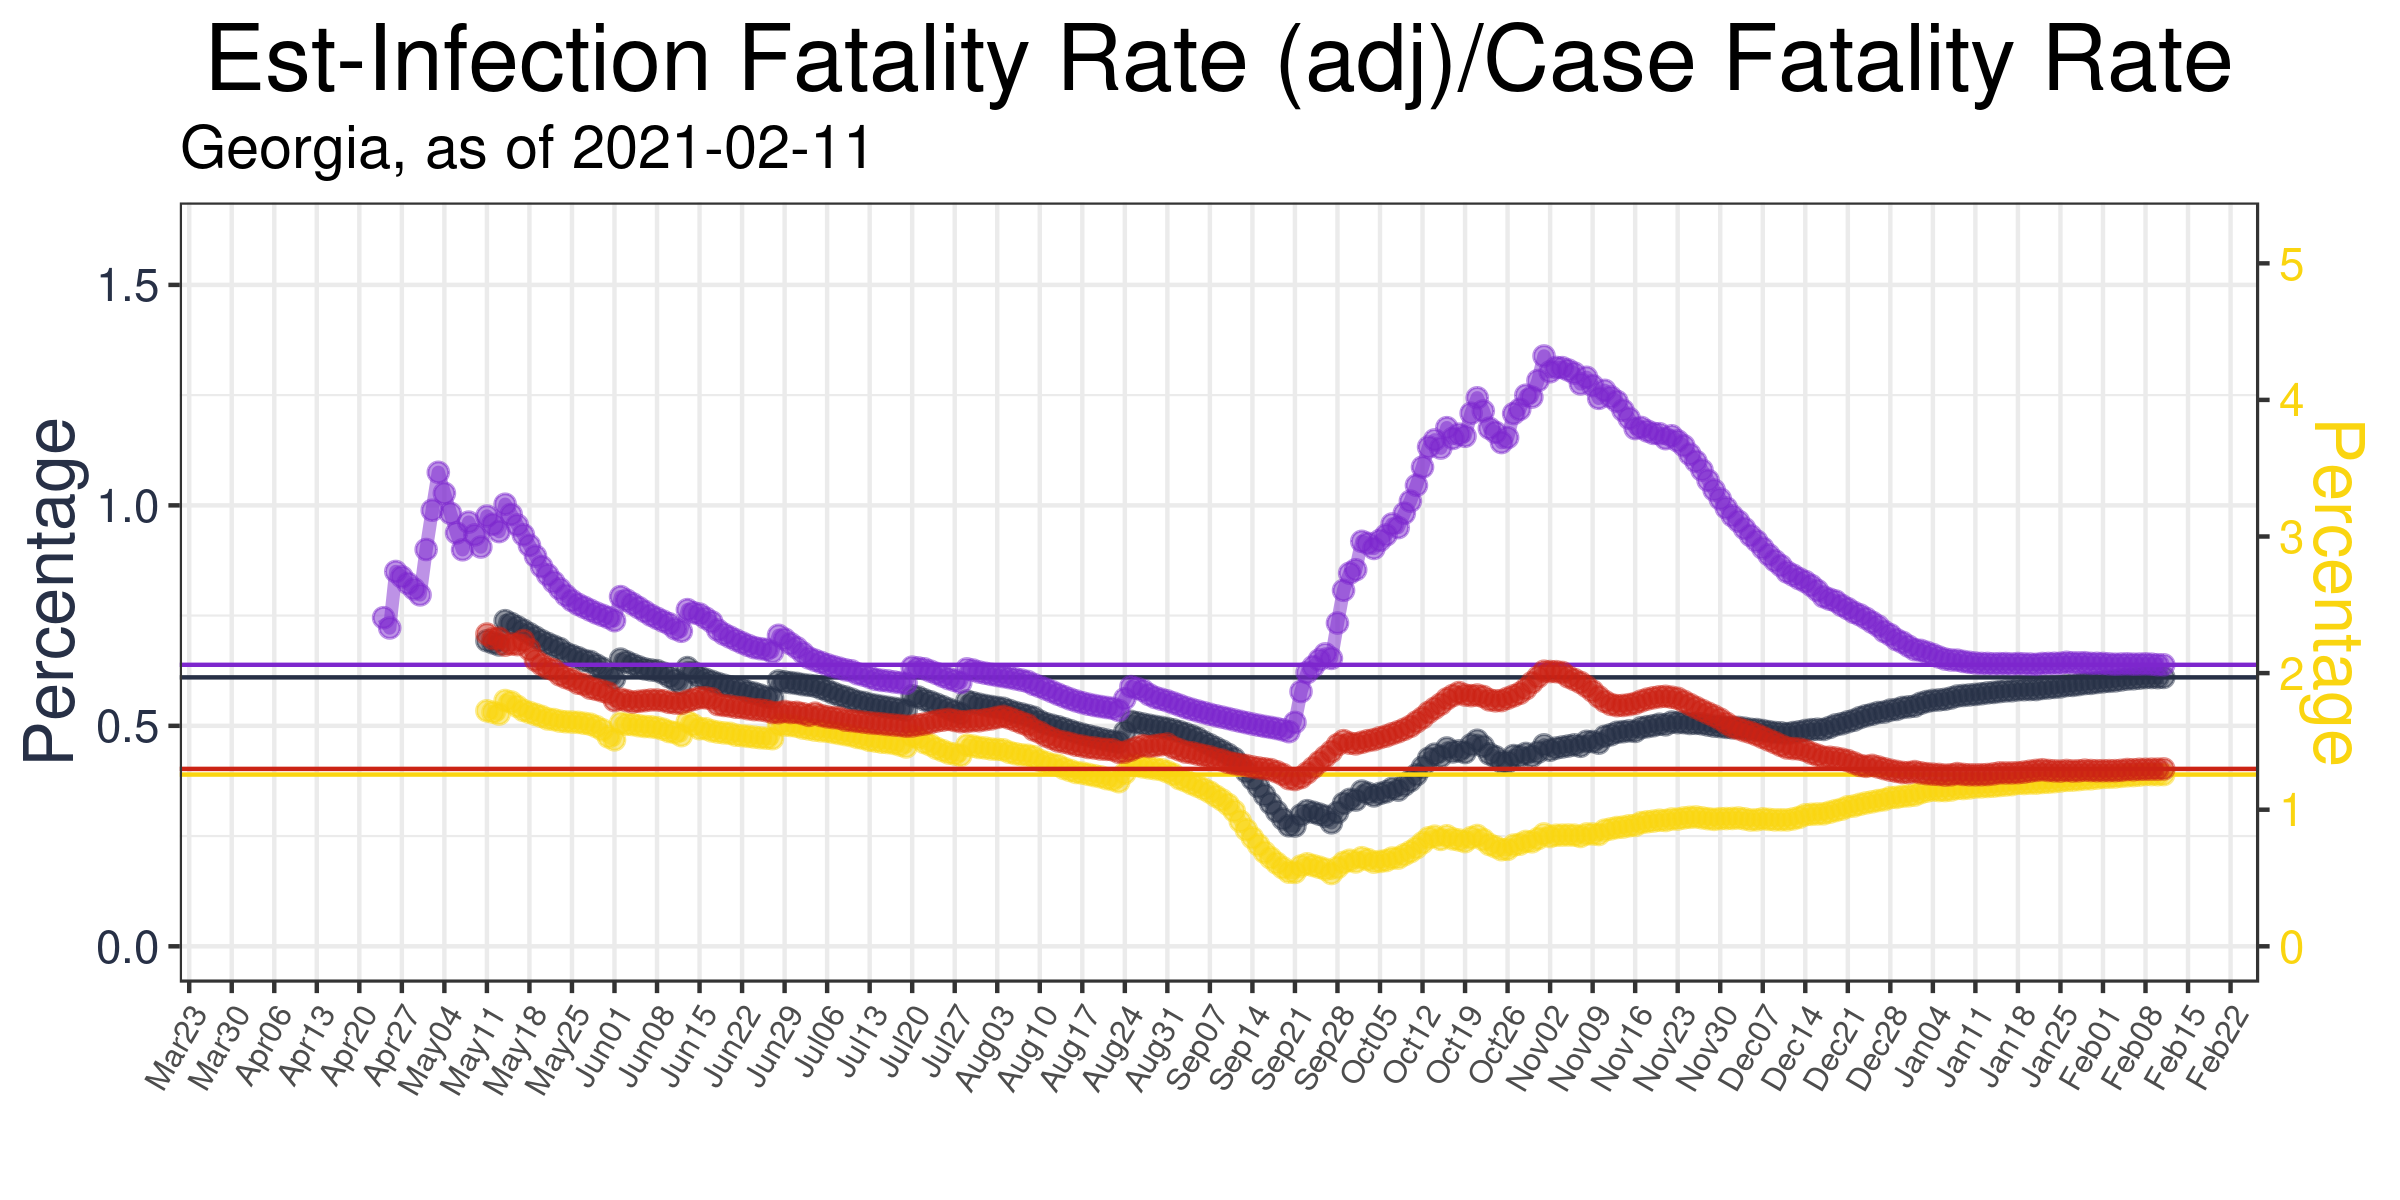 Est-Infection Fatality Rate (adj)/Case Fatality Rate
Georgia, as of 2021-02-11
Percentage
1.5
1.0
0.5
0.0
5
4
3
2
1
0
Percentage
Mar23
Mar30
Apr06
Apr13
Apr20
Apr27
May04
May11
May18
May25
Jun01
Jun08
Jun15
Jun22
Jun29
Jul06
Jul13
Jul20
Jul27
Aug03
Aug10
Aug17
Aug24
Aug31
Sep07
Sep14
Sep21
Sep28
Oct05
Oct12
Oct19
Oct26
Nov02
Nov09
Nov16
Nov23
Nov30
Dec07
Dec14
Dec21
Dec28
Jan04
Jan11
Jan18
Jan25
Feb01
Feb08
Feb15
Feb22